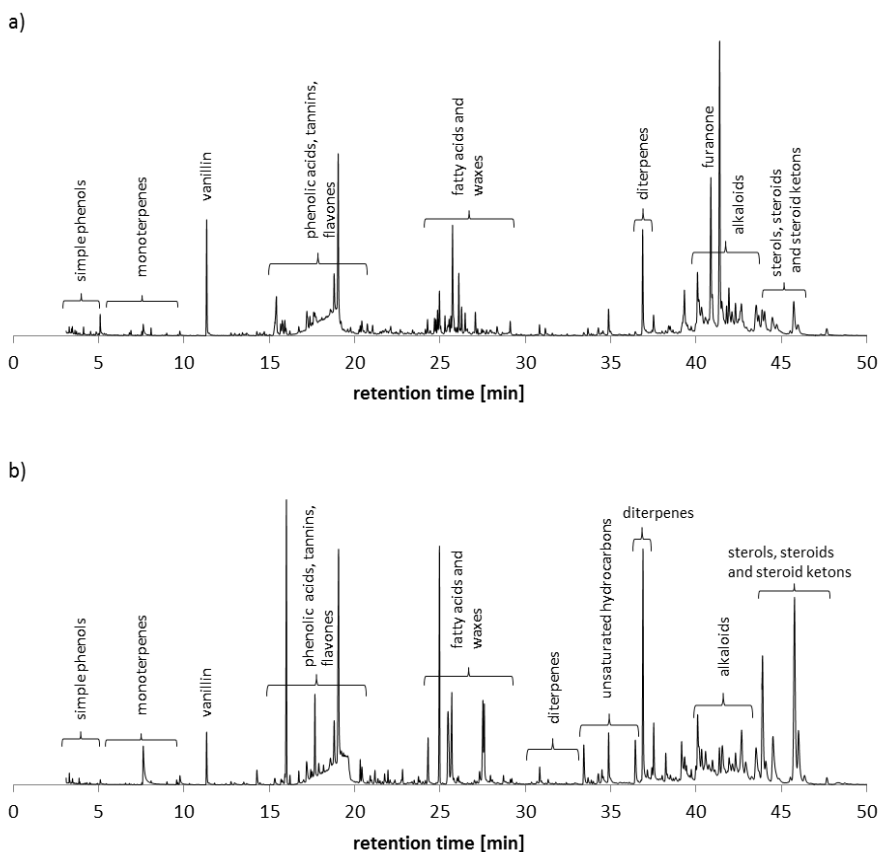 a)
simple phenols
monoterpenes
vanillin
phenolic acids, tannins,
flavones
fatty acids and
waxes
diterpenes
furanone
alkaloids
sterols, steroids
and steroid ketons
0 5 10 15 20 25 30 35 40 45 50
retention time [min]
b)
simple phenols
monoterpenes
vanillin
phenolic acids, tannins,
flavones
fatty acids and
waxes
diterpenes
unsaturated hydrocarbons
diterpenes
alkaloids
sterols, steroids
and steroid ketons
0 5 10 15 20 25 30 35 40 45 50
retention time [min]